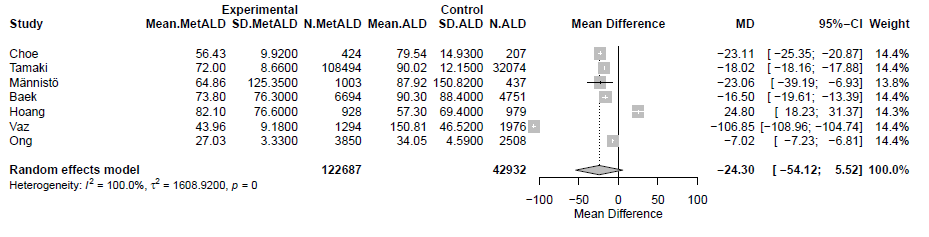 Experimental Control
Study Mean.MetALD SD.MetALD N.MetALD Mean.ALD SD.ALD N.ALD Mean Difference MD 95%−CI Weight
Choe 56.43 9.9200 424 79.54 14.9300 207 −23.11 [ −25.35; −20.87] 14.4%
Tamaki 72.00 8.6600 108494 90.02 12.1500 32074 −18.02 [ −18.16; −17.88] 14.4%
Männistö 64.86 125.3500 1003 87.92 150.8200 437 −23.06 [ −39.19; −6.93] 13.8%
Baek 73.80 76.3000 6694 90.30 88.4000 4751 −16.50 [ −19.61; −13.39] 14.4%
Hoang 82.10 76.6000 928 57.30 69.4000 979 24.80 [ 18.23; 31.37] 14.3%
Vaz 43.96 9.1800 1294 150.81 46.5200 1976 −106.85 [−108.96; −104.74] 14.4%
Ong 27.03 3.3300 3850 34.05 4.5900 2508 −7.02 [ −7.23; −6.81] 14.4%
Random effects model 122687 42932 −24.30 [ −54.12; 5.52] 100.0%
Heterogeneity: I² = 100.0%, τ² = 1608.9200, p = 0
−100 −50 0 50 100
Mean Difference